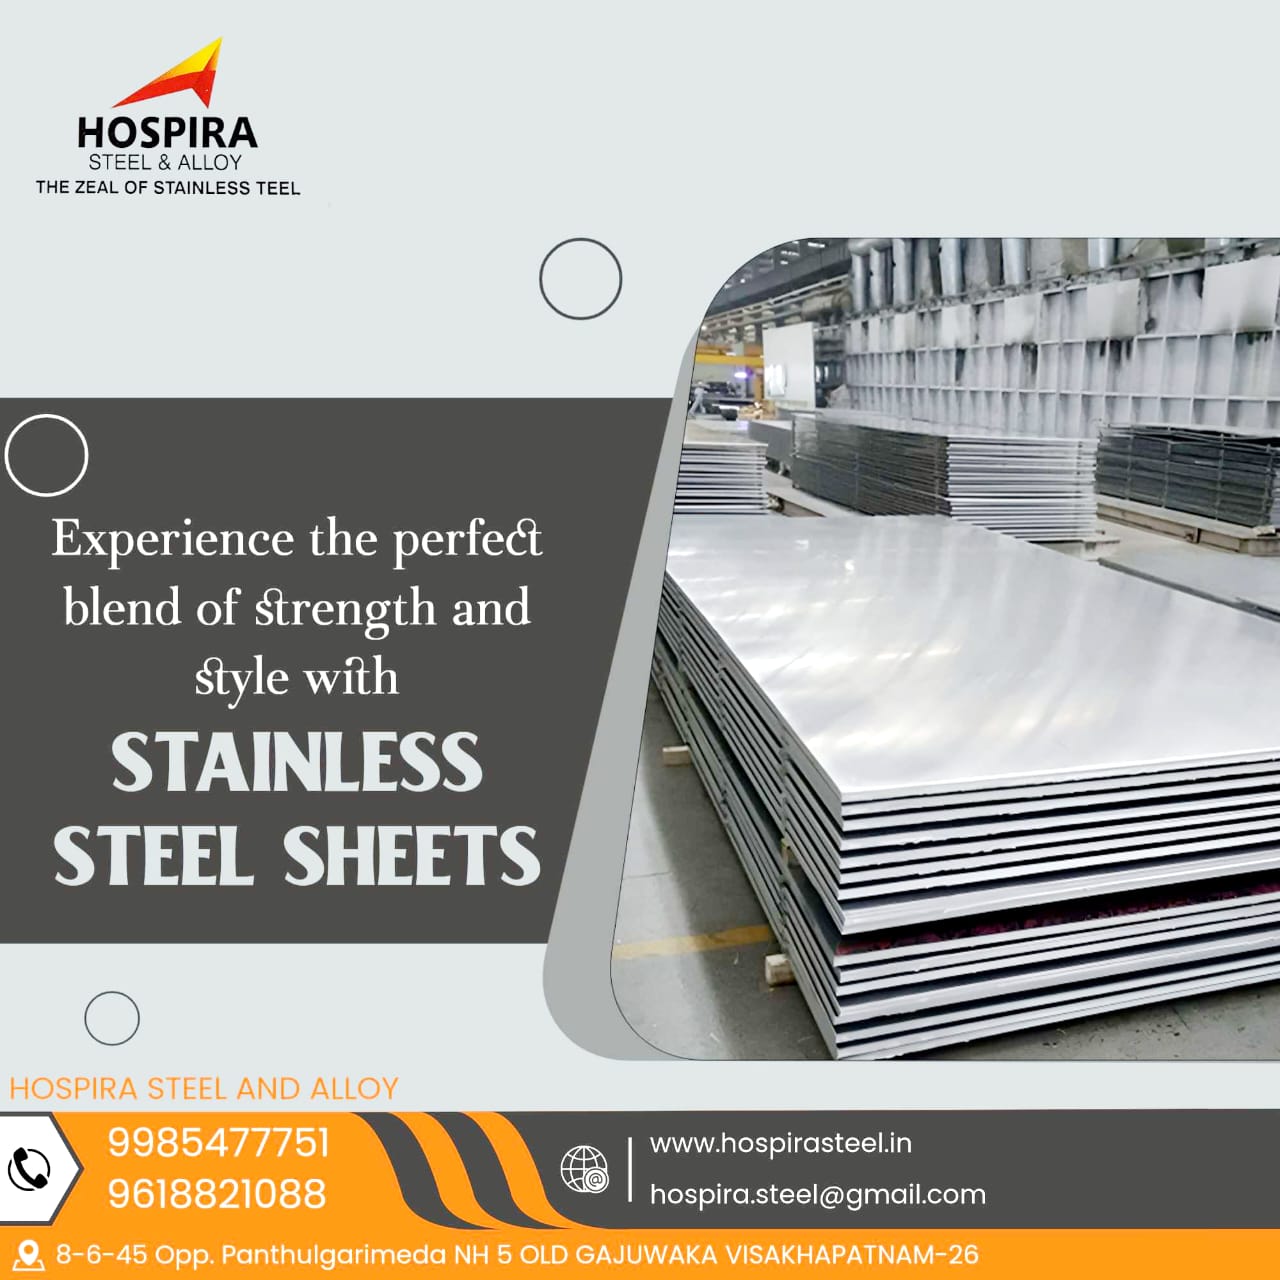 HOSPIRA
STEEL & ALLOY
THE ZEAL OF STAINLESS TEEL
Experience the perfect
blend of strength and
style with
STAINLESS
STEEL SHEETS
HOSPIRA STEEL AND ALLOY
9985477751
9618821088
www.hospirasteel.in
hospira.steel@gmail.com
8-6-45 Opp. Panthulgarimeda NH 5 OLD GAJUWAKA VISAKHAPATNAM-26